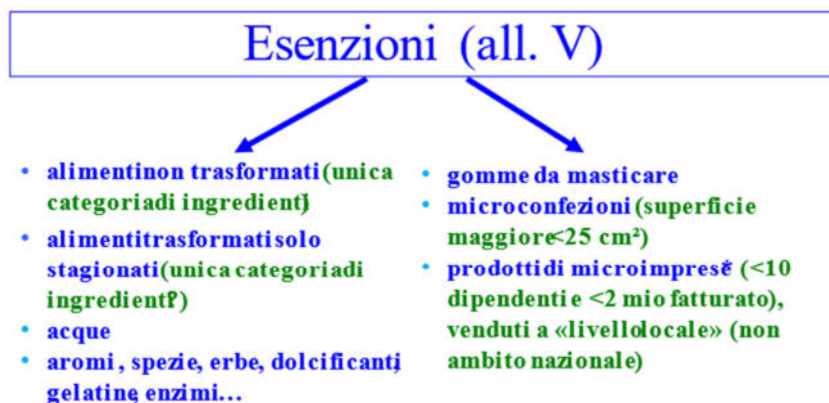 Esenzioni (all. V)
• alimentinon trasformati(unica
categoriadi ingredienti)
• alimentitrasformatisolo
stagionati(unica categoriadi
ingredienti?)
• acque
• aromi, spezie, erbe, dolcificanti,
gelatine, enzimi...
• gomme da masticare
• microconfezioni(superficie
maggiore<25 cm²)
• prodottidi microimprese* (<10
dipendenti e <2 mio fatturato),
venduti a «livellolocale» (non
ambito nazionale)